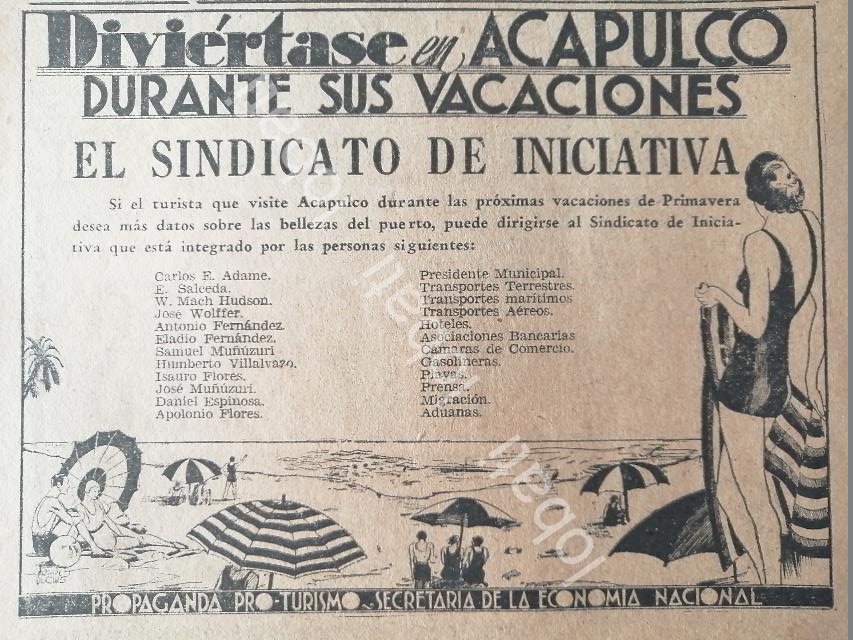 Diviértase en ACAPULCO
DURANTE SUS VACACIONES
EL SINDICATO DE INICIATIVA
Si el turista que visite Acapulco durante las próximas vacaciones de Primavera
desea más datos sobre las bellezas del puerto, puede dirigirse al Sindicato de Inicia-
tiva que está integrado por las personas siguientes:
Carlos E. Adame. Presidente Municipal.
E. Salceda. Transportes Terrestres.
W. Mach Hudson. Transportes marítimos
José Wolffer. Transportes Aéreos.
Antonio Fernández. Hoteles.
Eladio Fernández. Asociaciones Bancarias
Samuel Muñúzuri Cámaras de Comercio.
Humberto Villalvazo. Gasolineras.
Isauro Flores. Playas.
José Muñúzuri. Prensa.
Daniel Espinosa. Migración.
Apolonio Flores. Aduanas.
PROPAGANDA PRO-TURISMO~SECRETARIA DE LA ECONOMIA NACIONAL